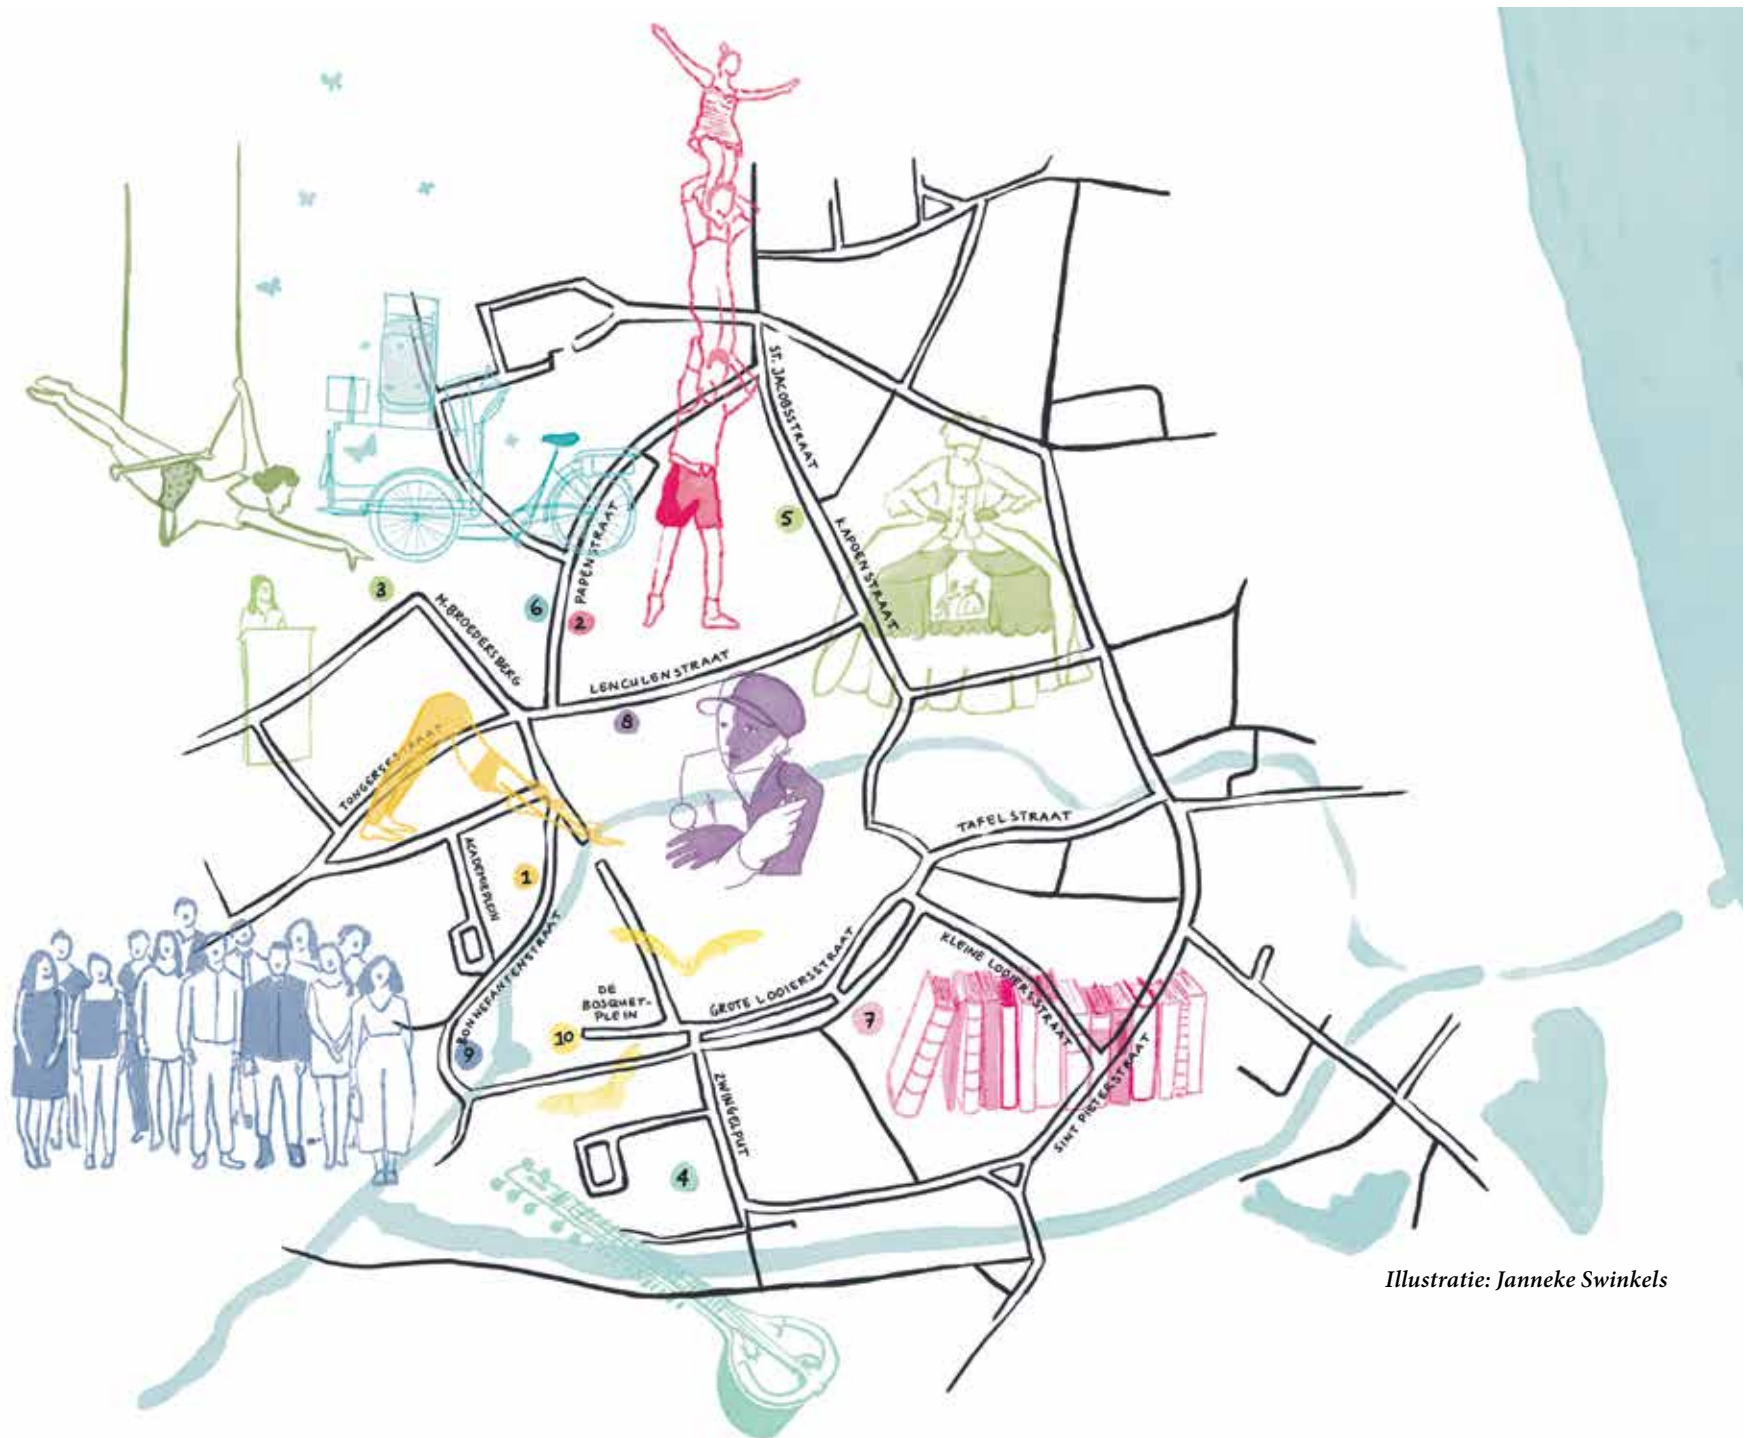 ST. JACOBSSTRAAT
5
KAPOENSTRAAT
PAPENSTRAAT
3
6
2
M.BROEDERSBERG
LENCULENSTRAAT
8
TONGERSESTRAAT
TAFELSTRAAT
ACADEMIEPLEIN
1
BONNEFANTENSTRAAT
KLEINE LOOIERSSTRAAT
GROTE LOOIERSSTRAAT
DE
BOSQUET-
PLEIN
10
7
9
ZWINGELPUT
SINT PIETERSTRAAT
4
Illustratie: Janneke Swinkels